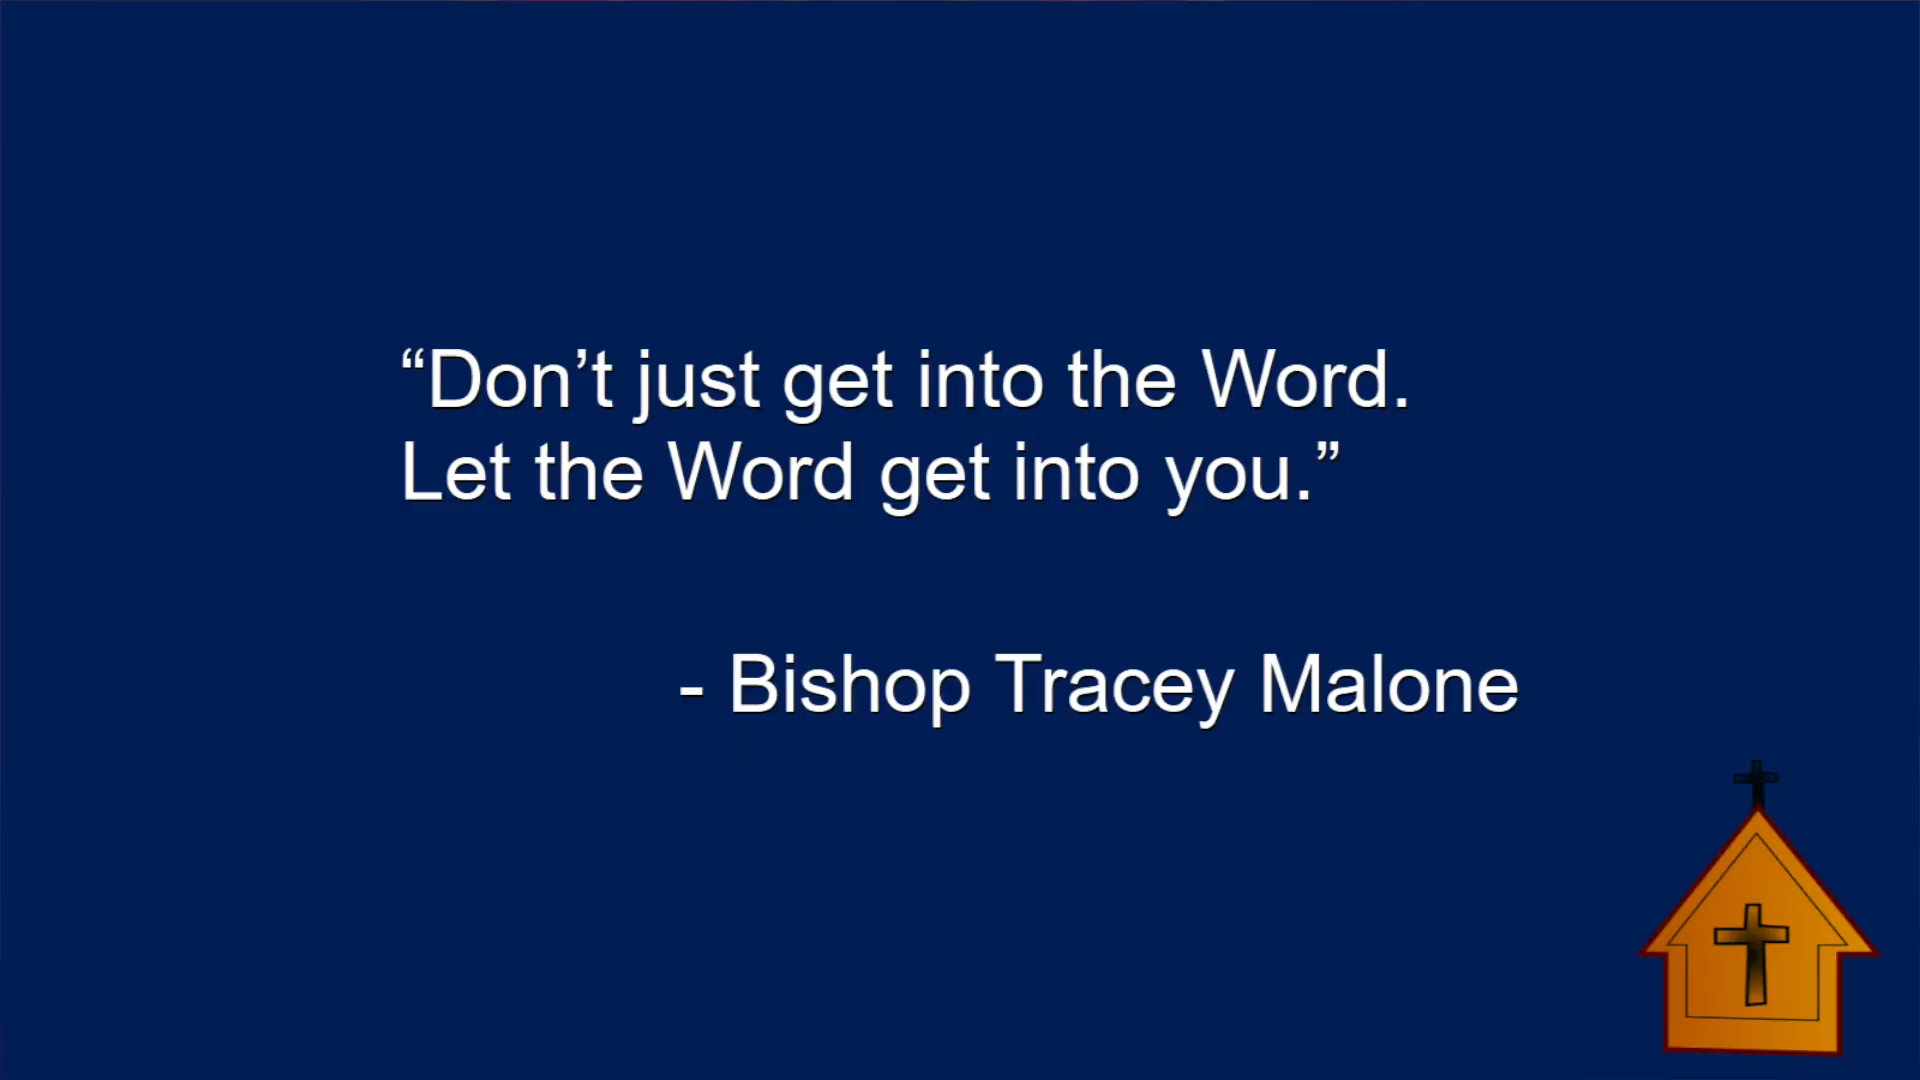 “Don’t just get into the Word.
Let the Word get into you.”
- Bishop Tracey Malone